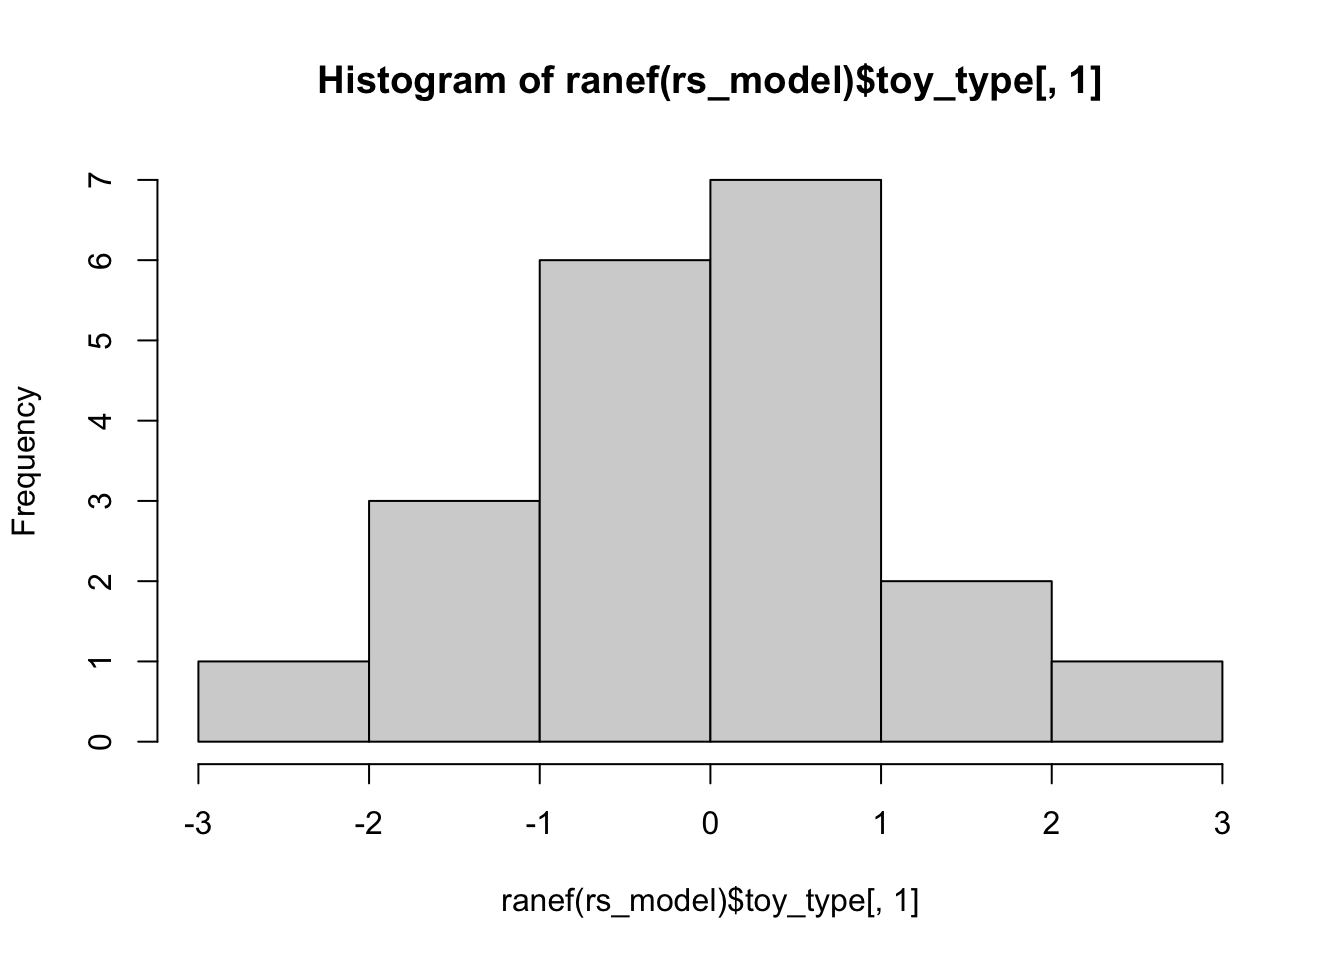 Histogram of ranef(rs_model)$toy_type[, 1]
Frequency
7
6
5
4
3
2
1
0
-3 -2 -1 0 1 2 3
ranef(rs_model)$toy_type[, 1]